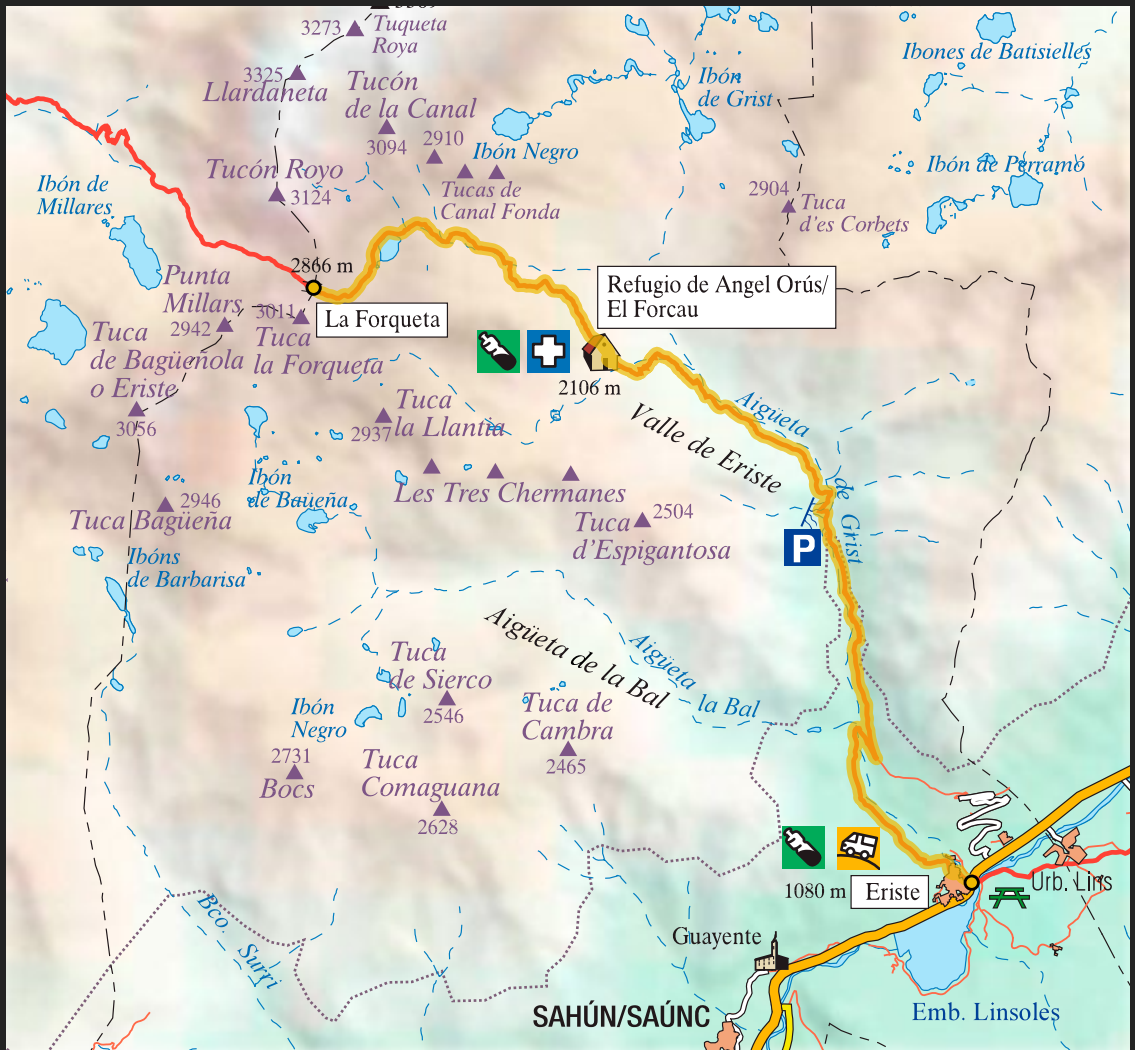 3273
Tuqueta
Roya
Ibones de Batisielles
3325
Llardaneta
Tucón
de la Canal
3094
2910
Ibón
de Grist
Ibón Negro
Ibón de Perramó
Tucón Royo
3124
Tucas de
Canal Fonda
2904
Tuca
d'es Corbets
Ibón de
Millares
2866 m
Punta
Millars
2942
3011
La Forqueta
Refugio de Angel Orús/
El Forcau
Tuca
de Bagüeñola
o Eriste
3056
Tuca
la Forqueta
2106 m
Tuca
la Llantia
2937
Valle de Eriste
Aigüeta
de Grist
Ibón
de Baüeña
Les Tres Chermanes
2946
Tuca Bagüeña
2504
Tuca
d’Espigantosa
P
Ibóns
de Barbarisa
Aigüeta de la Bal
Aigüeta
la Bal
Tuca
de Sierco
2546
Ibón
Negro
Tuca de
Cambra
2465
2731
Bocs
Tuca
Comaguana
2628
1080 m
Eriste
Urb. Lins
Bco. Surri
Guayente
SAHÚN/SAÚNC
Emb. Linsoles